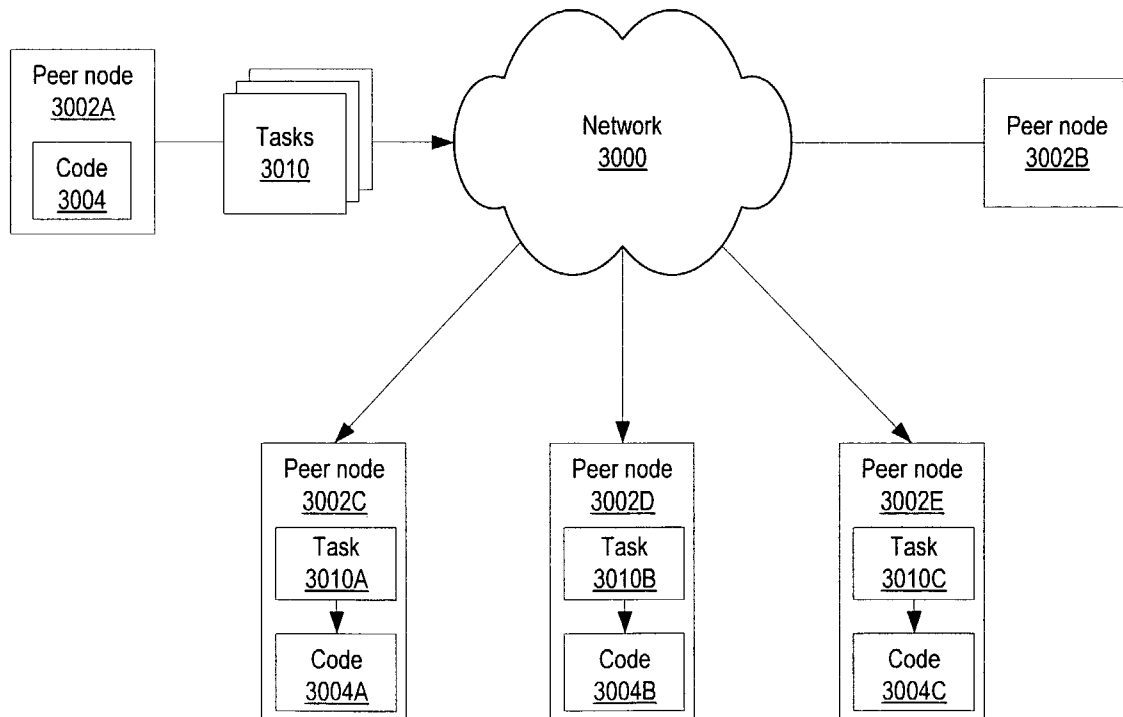 Peer node
3002A
Code
3004
Tasks
3010
Network
3000
Peer node
3002B
Peer node
3002C
Task
3010A
Code
3004A
Peer node
3002D
Task
3010B
Code
3004B
Peer node
3002E
Task
3010C
Code
3004C